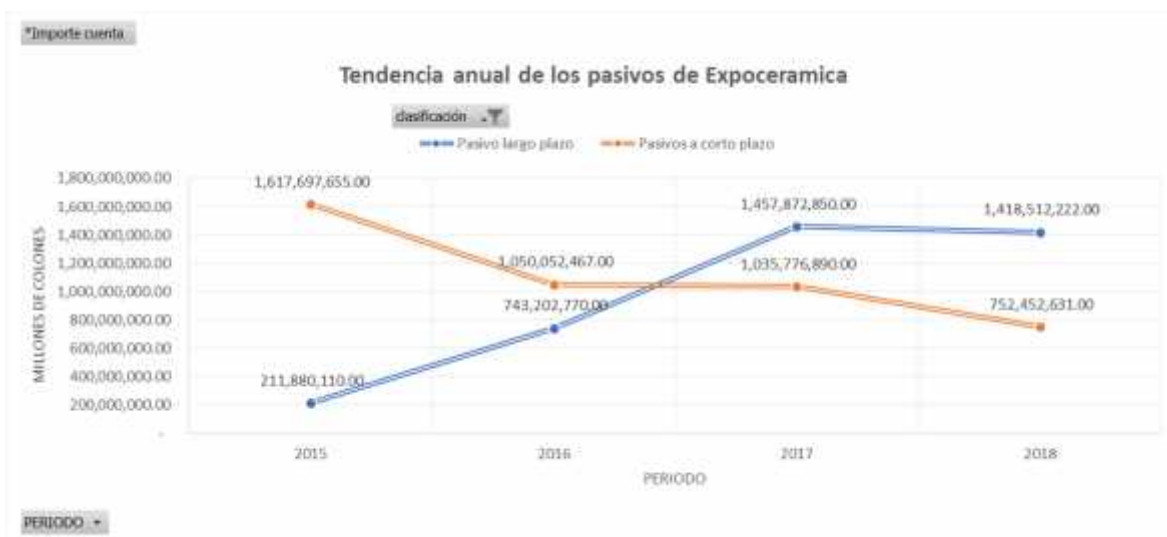 *Importe cuenta
Tendencia anual de los pasivos de Expoceramica
clasificación
Pasivo largo plazo Pasivos a corto plazo
MILLONES DE COLONES
1,800,000,000.00
1,600,000,000.00
1,400,000,000.00
1,200,000,000.00
1,000,000,000.00
800,000,000.00
600,000,000.00
400,000,000.00
200,000,000.00
-
1,617,697,655.00
1,050,052,467.00
1,035,776,890.00
752,452,631.00
211,880,110.00
743,202,770.00
1,457,872,850.00
1,418,512,222.00
2015 2016 2017 2018
PERIODO
PERIODO